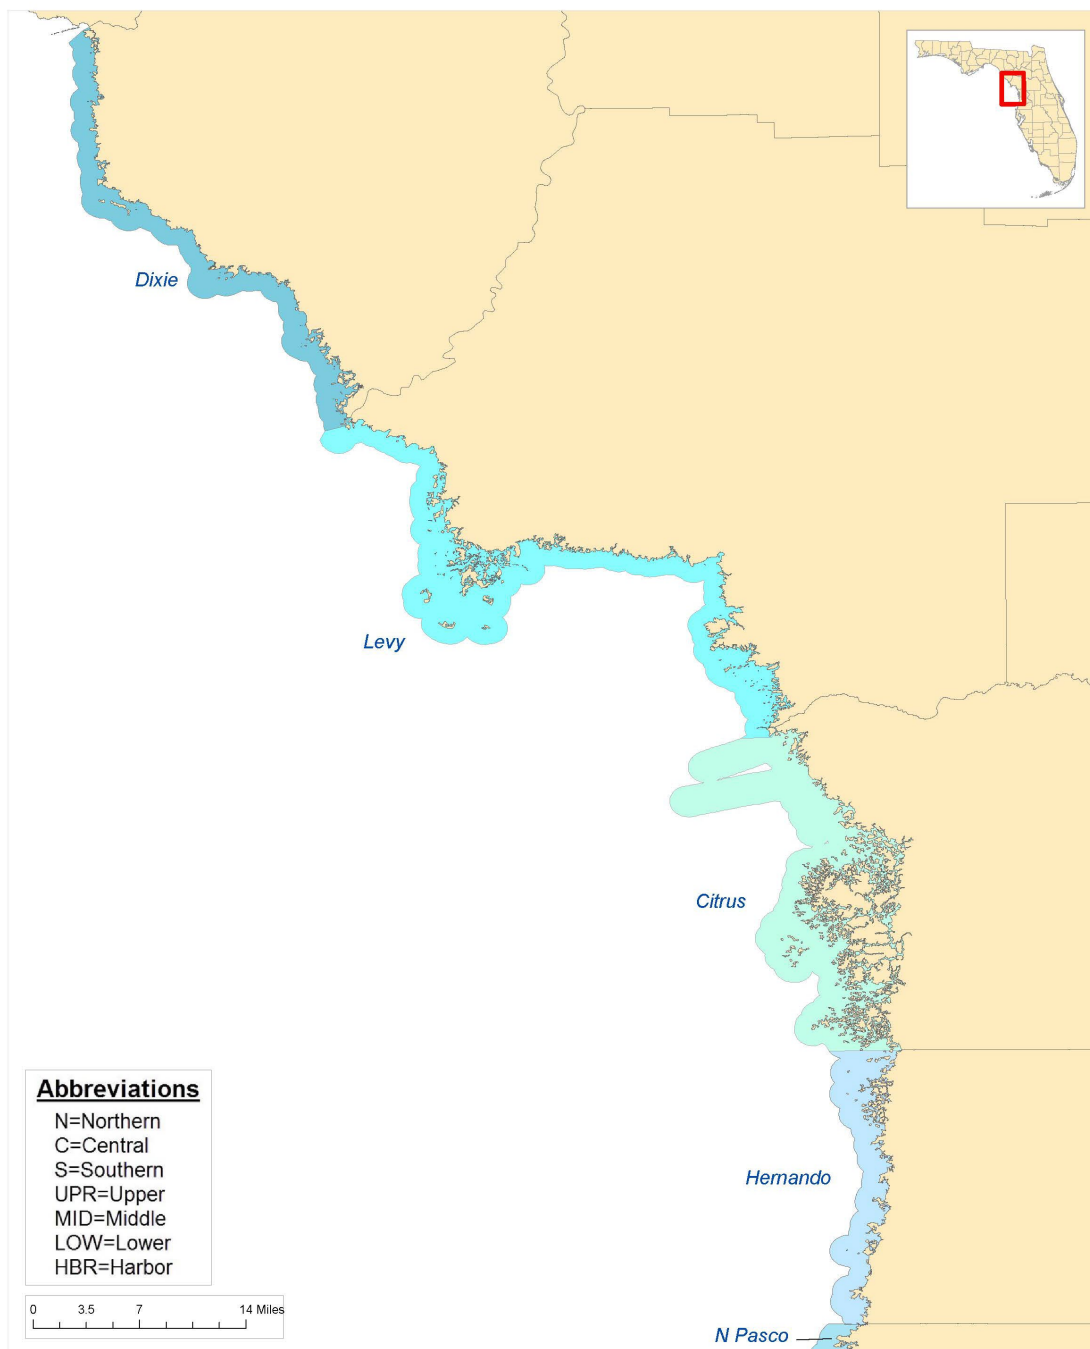 Dixie
Levy
Citrus
Abbreviations
N=Northern
C=Central
S=Southern
UPR=Upper
MID=Middle
LOW=Lower
HBR=Harbor
Hernando
0 3.5 7 14 Miles
N Pasco